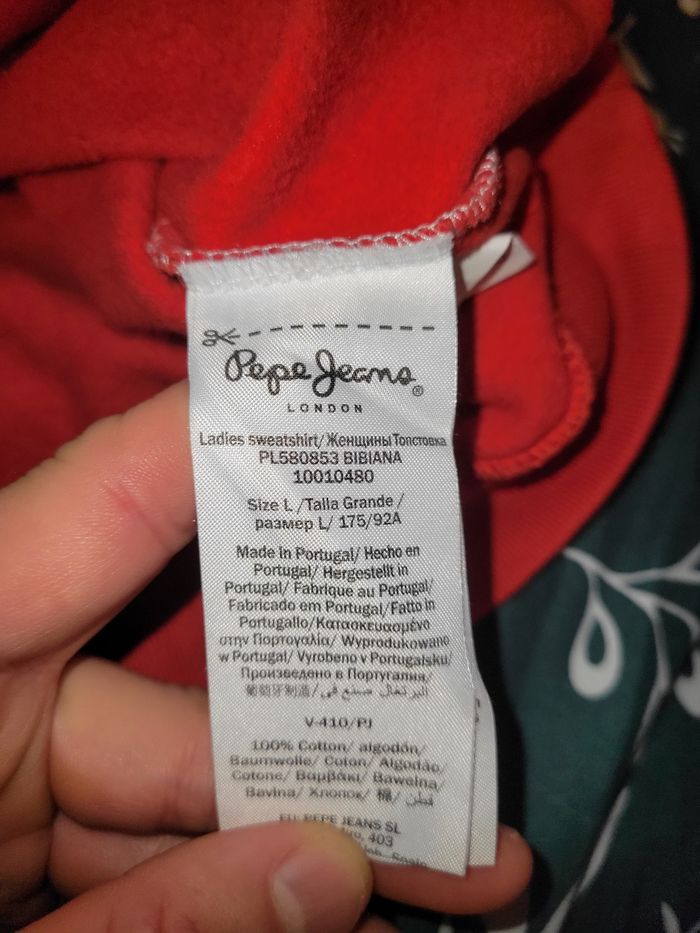 Pepe Jeans®
LONDON
Ladies sweatshirt/ЖенщиныТолстовка
PL580853 BIBIANA
10010480
Size L /Talla Grande /
размер L/ 175/92A
Made in Portugal/ Hecho en
Portugal/ Hergestellt in
Portugal/ Fabrique au Portugal/
Fabricado em Portugal/Fatto in
Portugallo/Κατασκευασμένο
στην Πορτογαλία/ Wyprodukowano
w Portugal/ Vyrobeno v Portugalsku/
Произведено в Португалии/
葡萄牙制造/صنع في البرتغال
V-410/PJ
100% Cotton/ algodón/
Baumwolle/ Coton/ Algodão/
Cotone/ Βαμβάκι/ Bawełna/
Bavlna/ Хлопок/ 棉/ قطن
PEPE JEANS SL
403